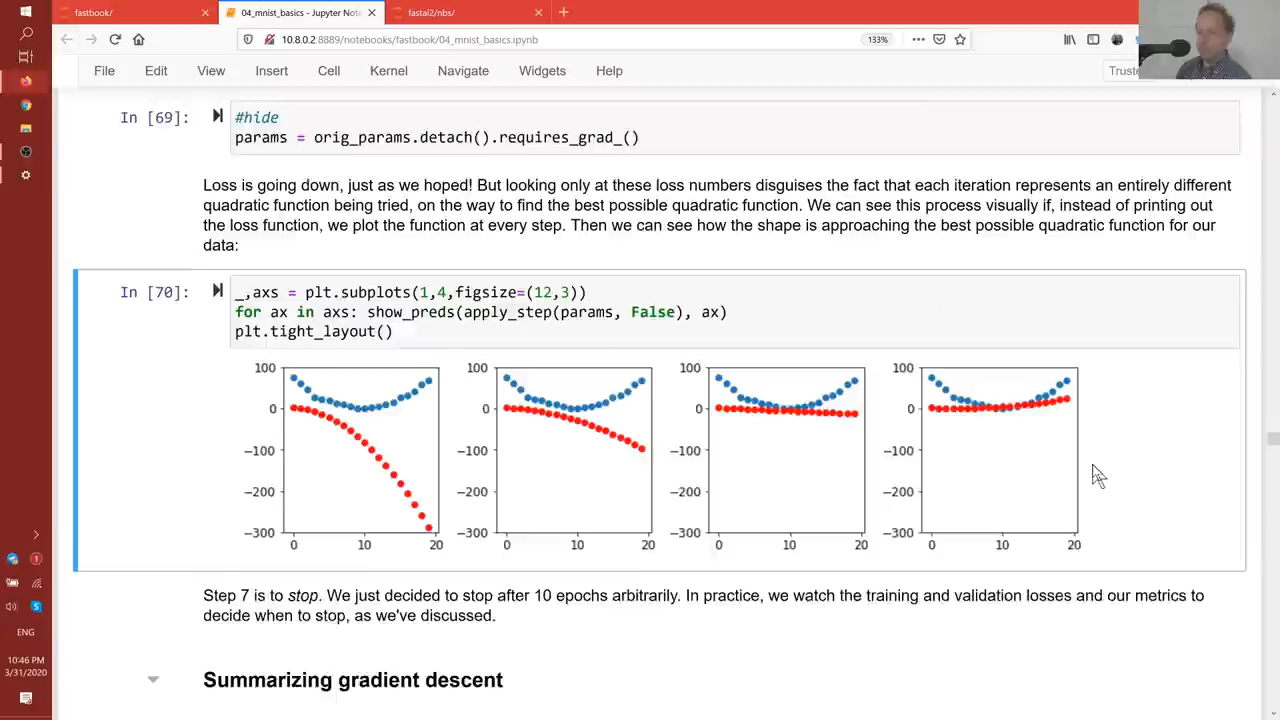 fastbook/
04_mnist_basics - Jupyter Not
fastai2/nbs/
10.8.0.2:8889/notebooks/fastbook/04_mnist_basics.ipynb
133%
File Edit View Insert Cell Kernel Navigate Widgets Help
Truste
In [69]:
#hide
params = orig_params.detach().requires_grad_()
Loss is going down, just as we hoped! But looking only at these loss numbers disguises the fact that each iteration represents an entirely different
quadratic function being tried, on the way to find the best possible quadratic function. We can see this process visually if, instead of printing out
the loss function, we plot the function at every step. Then we can see how the shape is approaching the best possible quadratic function for our
data:
In [70]:
_,axs = plt.subplots(1,4,figsize=(12,3))
for ax in axs: show_preds(apply_step(params, False), ax)
plt.tight_layout()
100 100 100 100
0 0 0 0
−100 −100 −100 −100
−200 −200 −200 −200
−300 −300 −300 −300
0 10 20 0 10 20 0 10 20 0 10 20
Step 7 is to stop. We just decided to stop after 10 epochs arbitrarily. In practice, we watch the training and validation losses and our metrics to
decide when to stop, as we've discussed.
Summarizing gradient descent
ENG
10:46 PM
3/31/2020